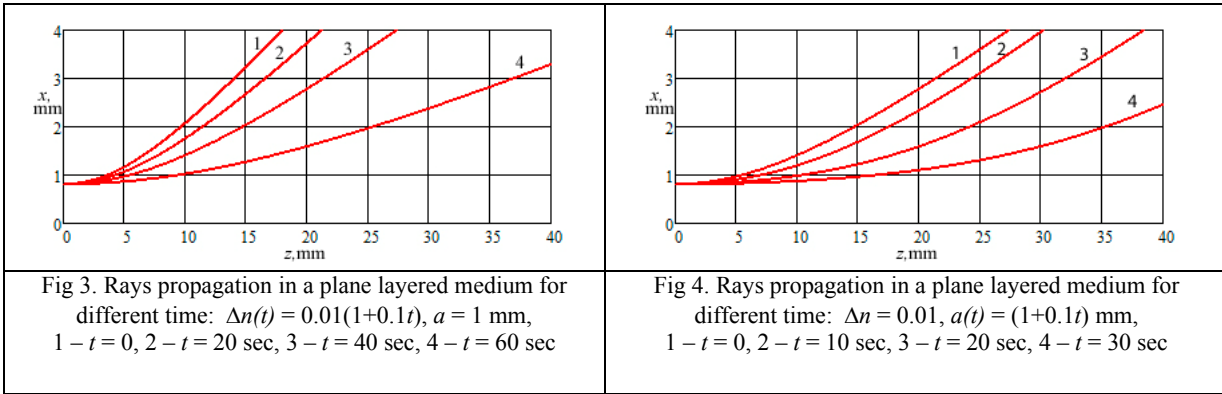 4
3
x,
mm
2
1
0
1
2
3
4
0 5 10 15 20 25 30 35 40
z,mm
Fig 3. Rays propagation in a plane layered medium for
different time: Δn(t) = 0.01(1+0.1t), a = 1 mm,
1 – t = 0, 2 – t = 20 sec, 3 – t = 40 sec, 4 – t = 60 sec
4
3
x,
mm
2
1
0
1
2
3
4
0 5 10 15 20 25 30 35 40
z,mm
Fig 4. Rays propagation in a plane layered medium for
different time: Δn = 0.01, a(t) = (1+0.1t) mm,
1 – t = 0, 2 – t = 10 sec, 3 – t = 20 sec, 4 – t = 30 sec